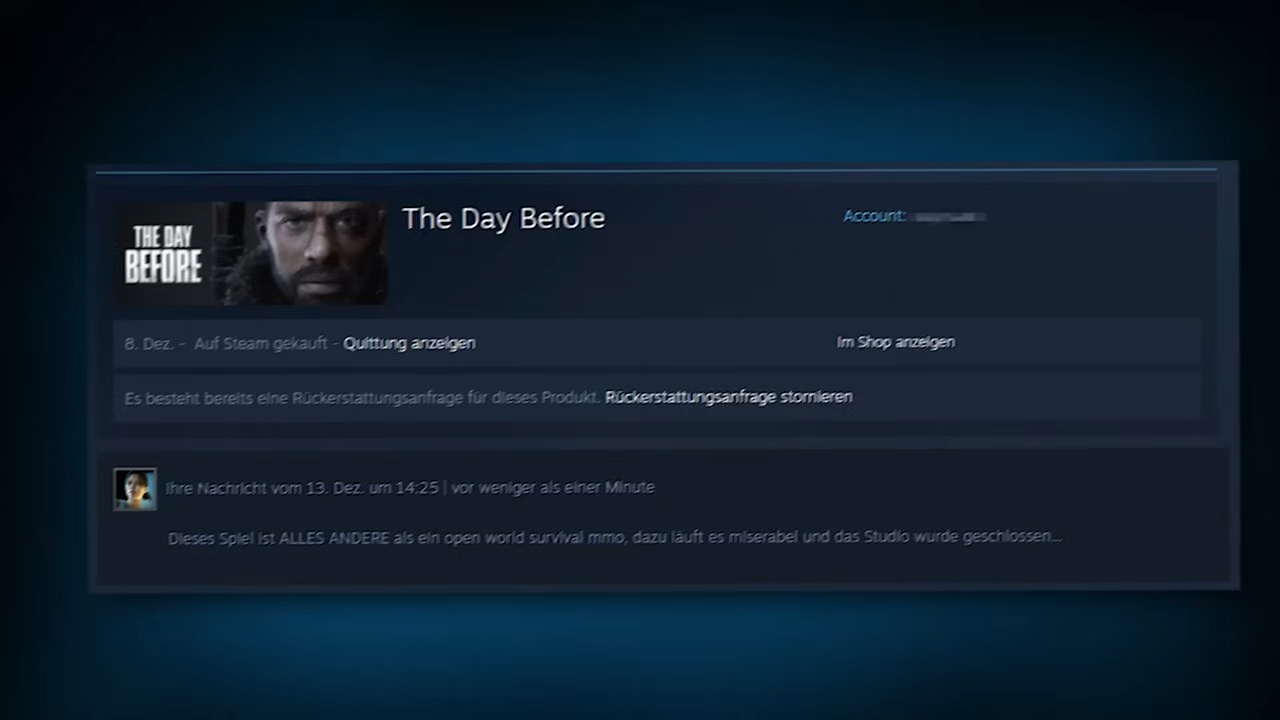 THE DAY
BEFORE
The Day Before
Account:
8. Dez. - Auf Steam gekauft - Quittung anzeigen
Im Shop anzeigen
Es besteht bereits eine Rückerstattungsanfrage für dieses Produkt. Rückerstattungsanfrage stornieren
Ihre Nachricht vom 13. Dez. um 14:25 | vor weniger als einer Minute
Dieses Spiel ist ALLES ANDERE als ein open world survival mmo, dazu läuft es miserabel und das Studio wurde geschlossen...